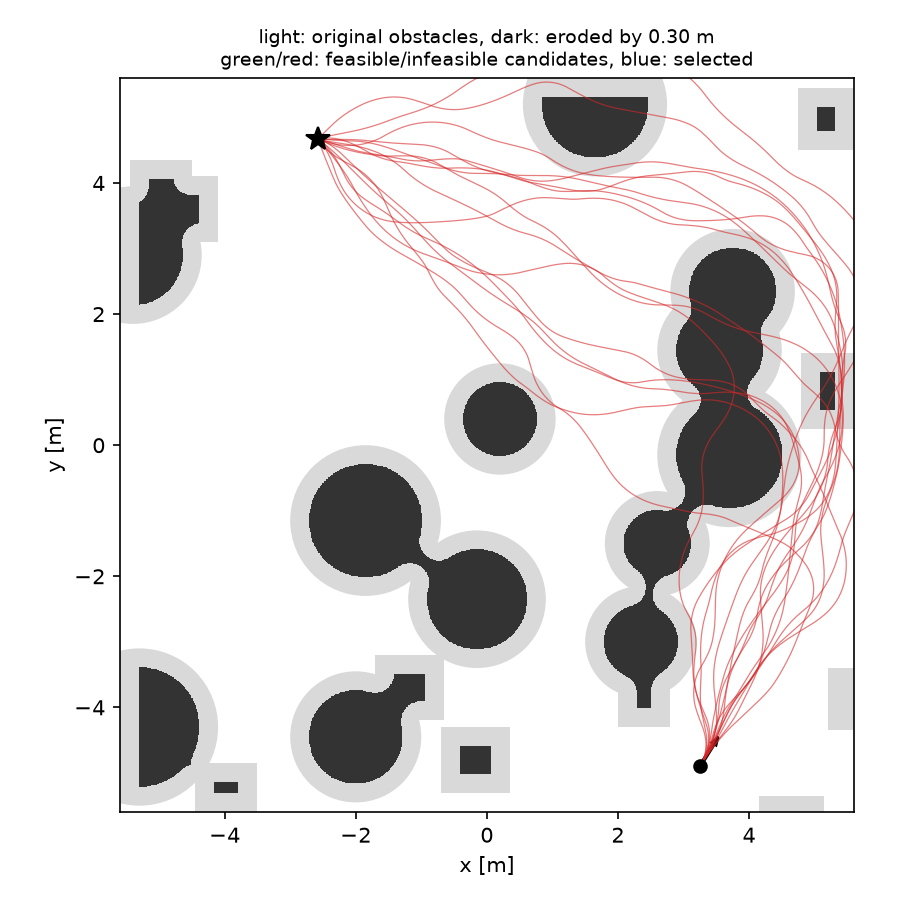 light: original obstacles, dark: eroded by 0.30 m
green/red: feasible/infeasible candidates, blue: selected
4
2
0
−2
−4
y [m]
−4 −2 0 2 4
x [m]